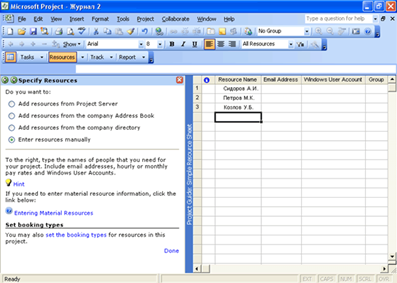 Microsoft Project - Журнал 2
File Edit View Insert Format Tools Project Collaborate Window Help Type a question for help
No Group
Show Arial 8 B I U All Resources
Tasks Resources Track Report
Specify Resources
Do you want to:
Add resources from Project Server
Add resources from the company Address Book
Add resources from the company directory
Enter resources manually
To the right, type the names of people that you need for
your project. Include email addresses, hourly or monthly
pay rates and Windows User Accounts.
Hint
If you need to enter material resource information, click the
link below:
Entering Material Resources
Set booking types
You may also set the booking types for resources in this
project.
Done
Project Guide: Simple Resource Sheet
Resource Name Email Address Windows User Account Group
1 Сидоров А.И.
2 Петров М.К.
3 Козлов У.Б.
Ready EXT CAPS NUM SCRL OVR